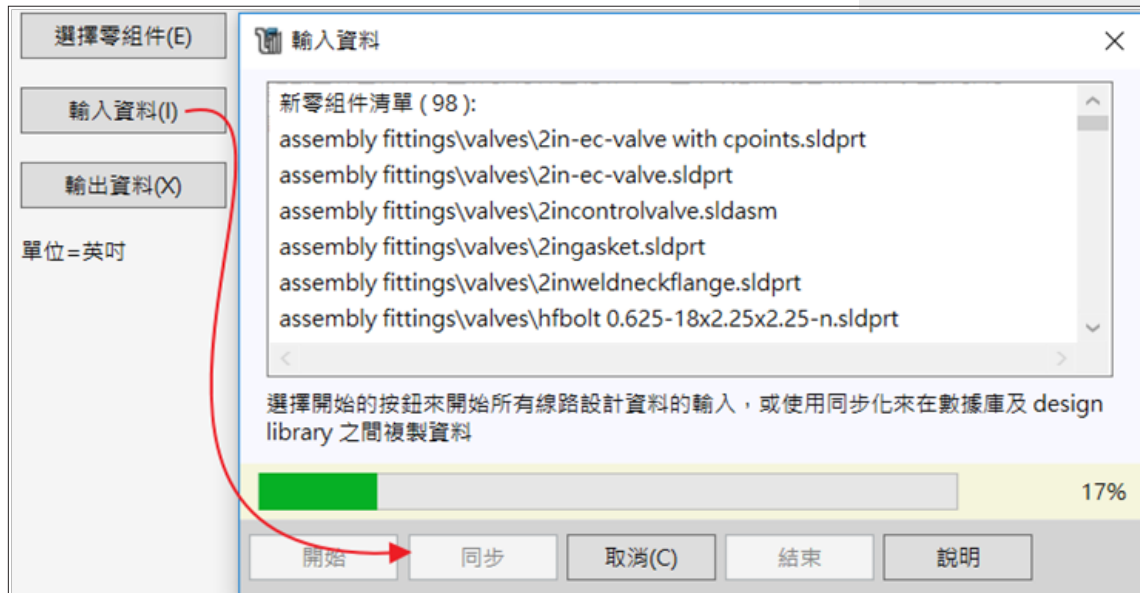 選擇零組件(E)
輸入資料(I)
輸出資料(X)
單位=英吋
輸入資料
新零組件清單 ( 98 ):
assembly fittings\valves\2in-ec-valve with cpoints.sldprt
assembly fittings\valves\2in-ec-valve.sldprt
assembly fittings\valves\2incontrolvalve.sldasm
assembly fittings\valves\2ingasket.sldprt
assembly fittings\valves\2inweldneckflange.sldprt
assembly fittings\valves\hfbolt 0.625-18x2.25x2.25-n.sldprt
選擇開始的按鈕來開始所有線路設計資料的輸入，或使用同步化來在數據庫及 design
library 之間複製資料
17%
開始 同步 取消(C) 結束 說明